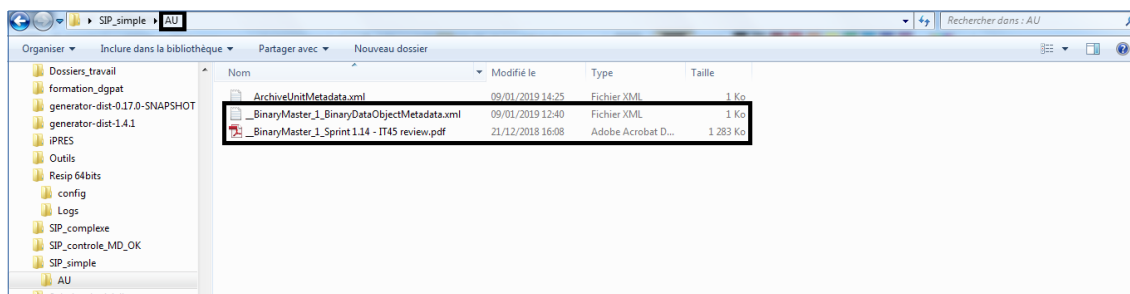 SIP_simple AU Rechercher dans : AU
Organiser Inclure dans la bibliothèque Partager avec Nouveau dossier
Dossiers_travail
formation_dgpat
generator-dist-0.17.0-SNAPSHOT
generator-dist-1.4.1
iPRES
Outils
Resip 64bits
config
Logs
SIP_complexe
SIP_controle_MD_OK
SIP_simple
AU
Nom Modifié le Type Taille
ArchiveUnitMetadata.xml 09/01/2019 14:25 Fichier XML 1 Ko
__BinaryMaster_1_BinaryDataObjectMetadata.xml 09/01/2019 12:40 Fichier XML 1 Ko
__BinaryMaster_1_Sprint 1.14 - IT45 review.pdf 21/12/2018 16:08 Adobe Acrobat D... 1 283 Ko